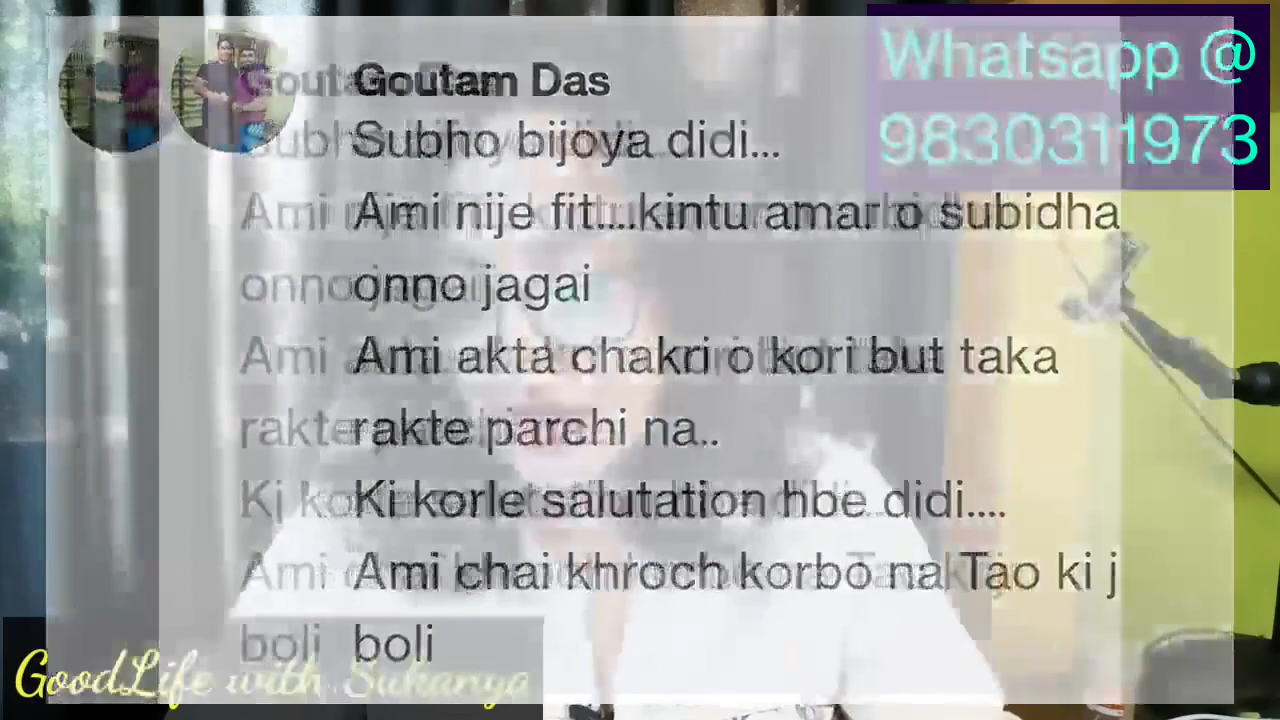 Goutam Das
Subho bijoya didi...
Ami nije fit....kintu amar o subidha
onno jagai
Ami akta chakri o kori but taka
rakte parchi na..
Ki korle salutation hbe didi....
Ami chai khroch korbo na Tao ki j
boli
Whatsapp @
9830311973
GoodLife with Sukanya